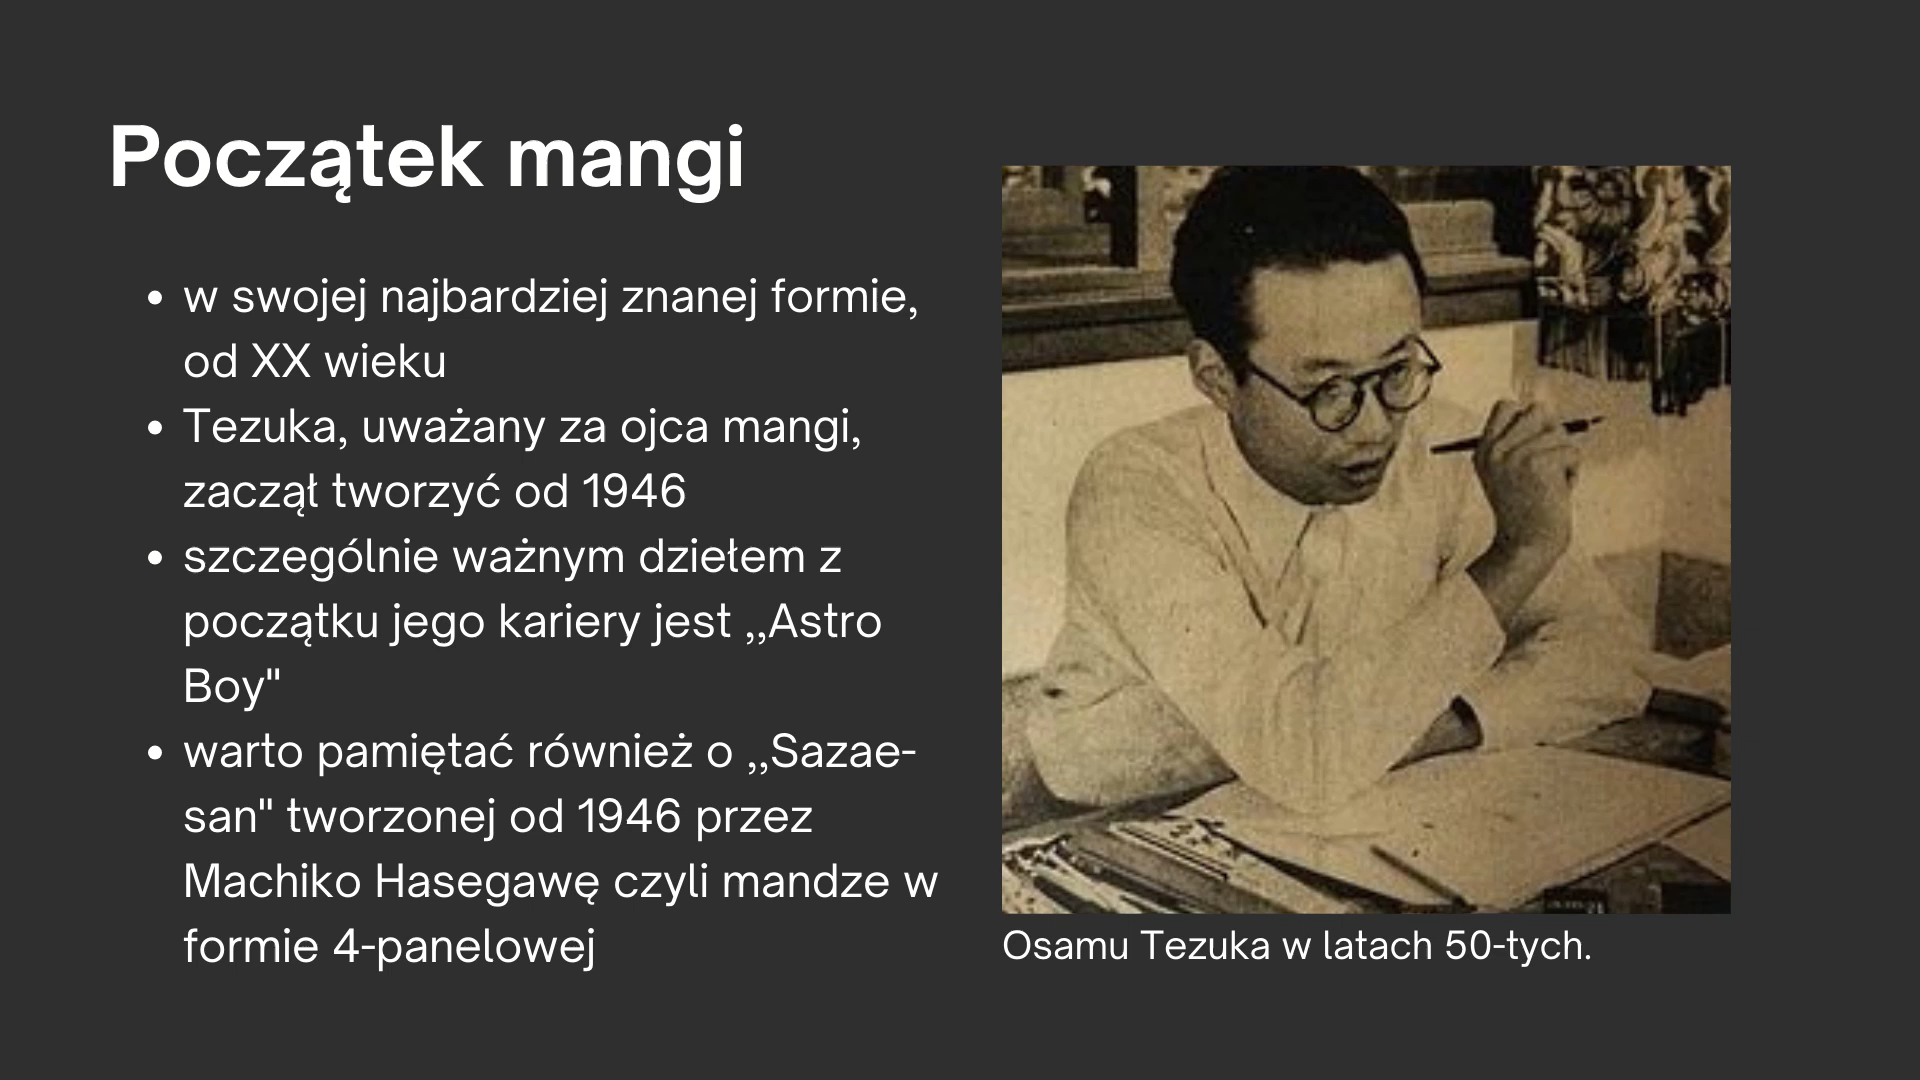 Początek mangi
w swojej najbardziej znanej formie,
od XX wieku
Tezuka, uważany za ojca mangi,
zaczął tworzyć od 1946
szczególnie ważnym dziełem z
początku jego kariery jest ,,Astro
Boy"
warto pamiętać również o ,,Sazae-
san" tworzonej od 1946 przez
Machiko Hasegawę czyli mandze w
formie 4-panelowej
Osamu Tezuka w latach 50-tych.